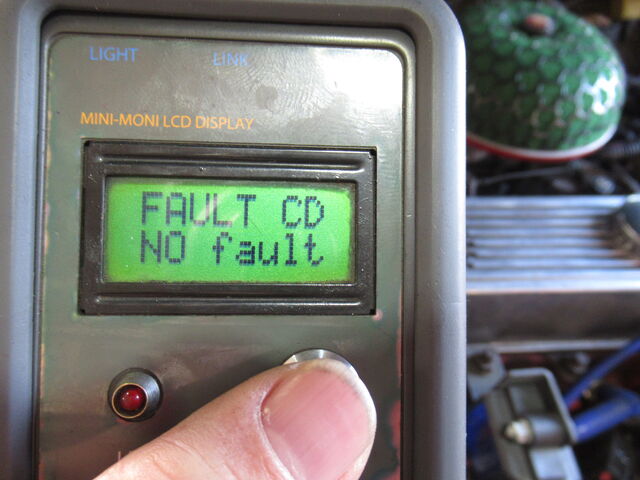 LIGHT LINK
MINI-MONI LCD DISPLAY
FAULT CD
NO fault